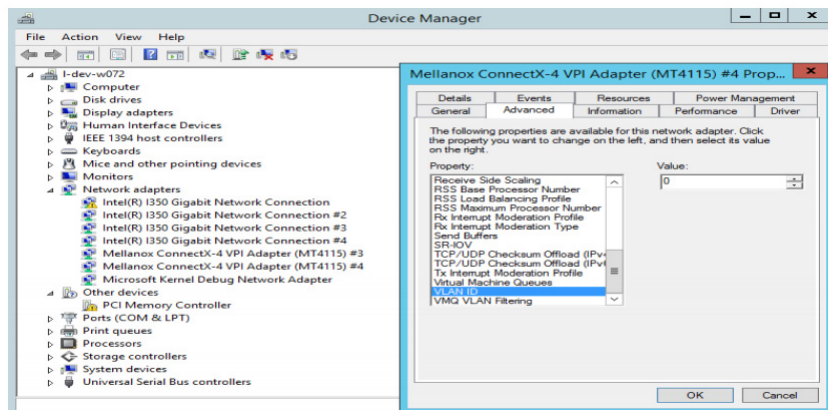 Device Manager
File Action View Help
l-dev-w072
Computer
Disk drives
Display adapters
Human Interface Devices
IEEE 1394 host controllers
Keyboards
Mice and other pointing devices
Monitors
Network adapters
Intel(R) I350 Gigabit Network Connection
Intel(R) I350 Gigabit Network Connection #2
Intel(R) I350 Gigabit Network Connection #3
Intel(R) I350 Gigabit Network Connection #4
Mellanox ConnectX-4 VPI Adapter (MT4115) #3
Mellanox ConnectX-4 VPI Adapter (MT4115) #4
Microsoft Kernel Debug Network Adapter
Other devices
PCI Memory Controller
Ports (COM & LPT)
Print queues
Processors
Storage controllers
System devices
Universal Serial Bus controllers
Mellanox ConnectX-4 VPI Adapter (MT4115) #4 Prop...
Details Events Resources Power Management
General Advanced Information Performance Driver
The following properties are available for this network adapter. Click
the property you want to change on the left, and then select its value
on the right.
Property: Value:
0
Receive Side Scaling
RSS Base Processor Number
RSS Load Balancing Profile
RSS Maximum Processor Number
Rx Interrupt Moderation Profile
Rx Interrupt Moderation Type
Send Buffers
SR-IOV
TCP/UDP Checksum Offload (IPv
TCP/UDP Checksum Offload (IPv
Tx Interrupt Moderation Profile
Virtual Machine Queues
VLAN ID
VMQ VLAN Filtering
OK Cancel